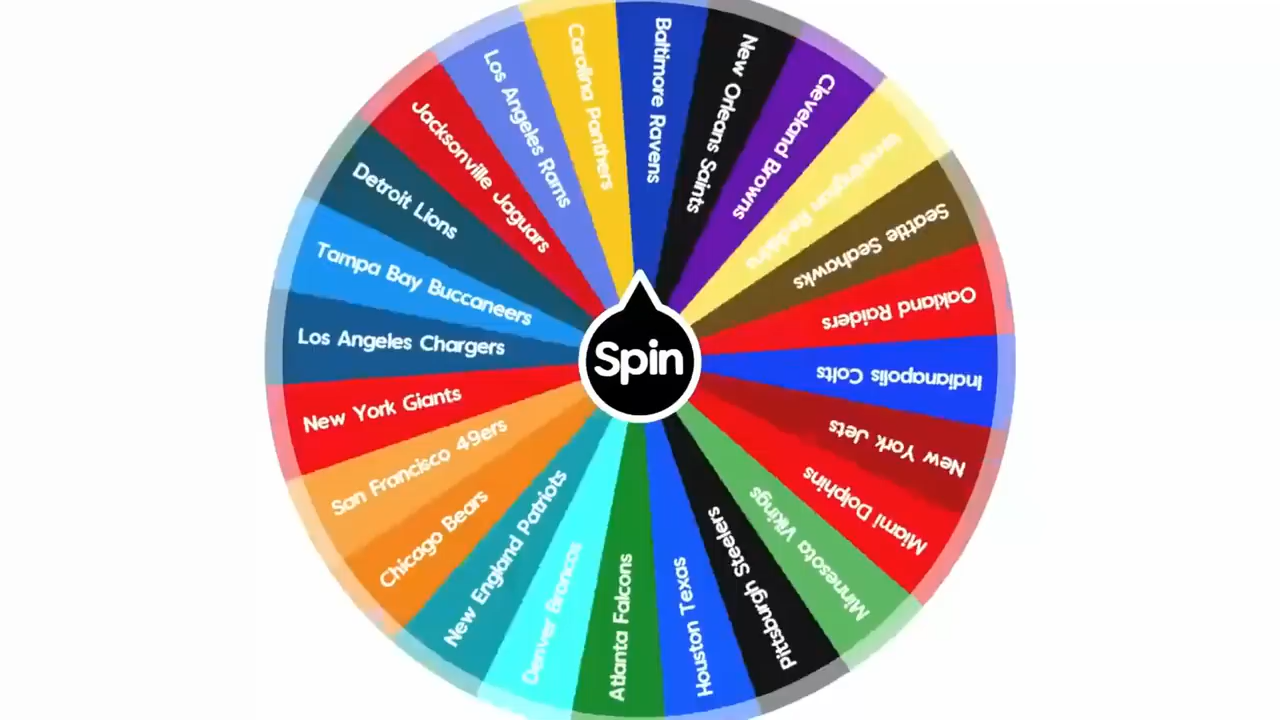 Baltimore Ravens
New Orleans Saints
Cleveland Browns
Seattle Seahawks
Oakland Raiders
Indianapolis Colts
New York Jets
Miami Dolphins
Minnesota Vikings
Pittsburgh Steelers
Houston Texas
Atlanta Falcons
Denver Broncos
New England Patriots
Chicago Bears
San Francisco 49ers
New York Giants
Los Angeles Chargers
Tampa Bay Buccaneers
Detroit Lions
Jacksonville Jaguars
Los Angeles Rams
Carolina Panthers
Spin